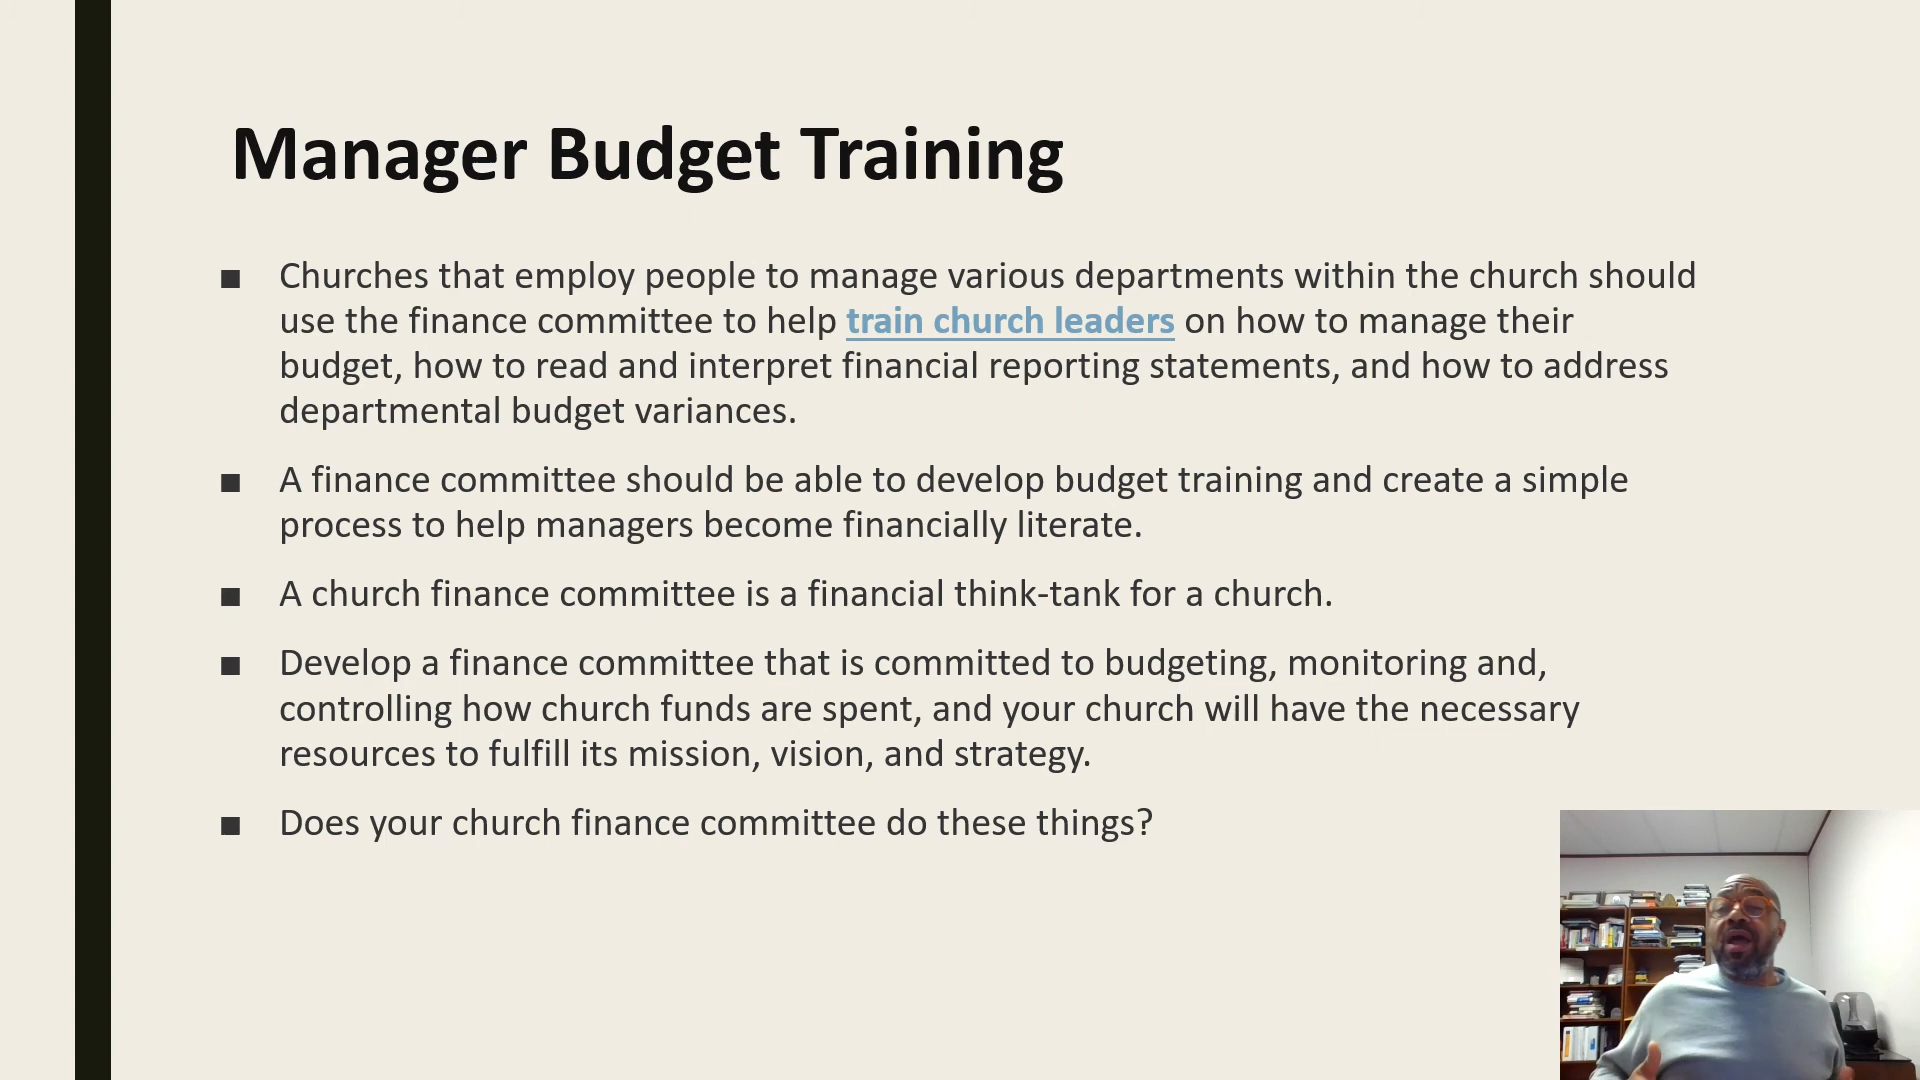 Manager Budget Training
■ Churches that employ people to manage various departments within the church should
use the finance committee to help train church leaders on how to manage their
budget, how to read and interpret financial reporting statements, and how to address
departmental budget variances.
■ A finance committee should be able to develop budget training and create a simple
process to help managers become financially literate.
■ A church finance committee is a financial think-tank for a church.
■ Develop a finance committee that is committed to budgeting, monitoring and,
controlling how church funds are spent, and your church will have the necessary
resources to fulfill its mission, vision, and strategy.
■ Does your church finance committee do these things?